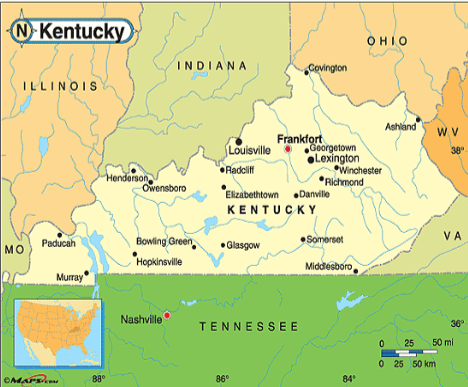 N Kentucky
OHIO
INDIANA
ILLINOIS
Covington
Ashland
WV
38°
Frankfort
Georgetown
Louisville
Lexington
Winchester
Radcliff
Richmond
Henderson
Owensboro
Elizabethtown
Danville
KENTUCKY
VA
MO
Paducah
Bowling Green
Glasgow
Somerset
Hopkinsville
Middlesboro
Murray
Nashville
TENNESSEE
36°
0 25 50 mi
0 25 50 km
©MAPS.com
88°
86°
84°